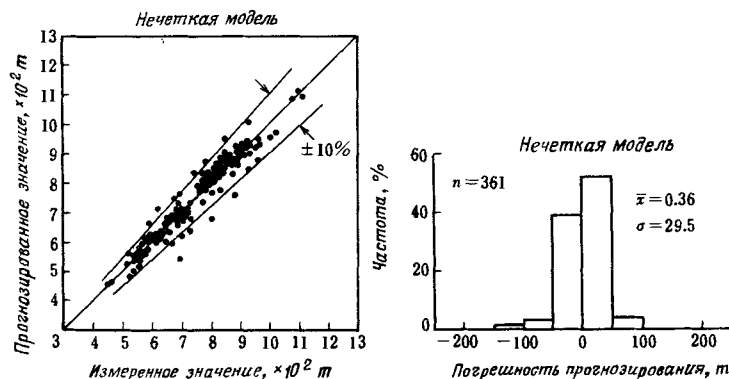 Нечеткая модель
13
12
11
10
9
8
7
6
5
4
3
Прогнозированное значение, ×10² т
±10%
3 4 5 6 7 8 9 10 11 12 13
Измеренное значение, ×10² т
Нечеткая модель
n=361
x̅=0.36
σ=29.5
60
40
20
0
Частота, %
−200 −100 0 100 200
Погрешность прогнозирования, т